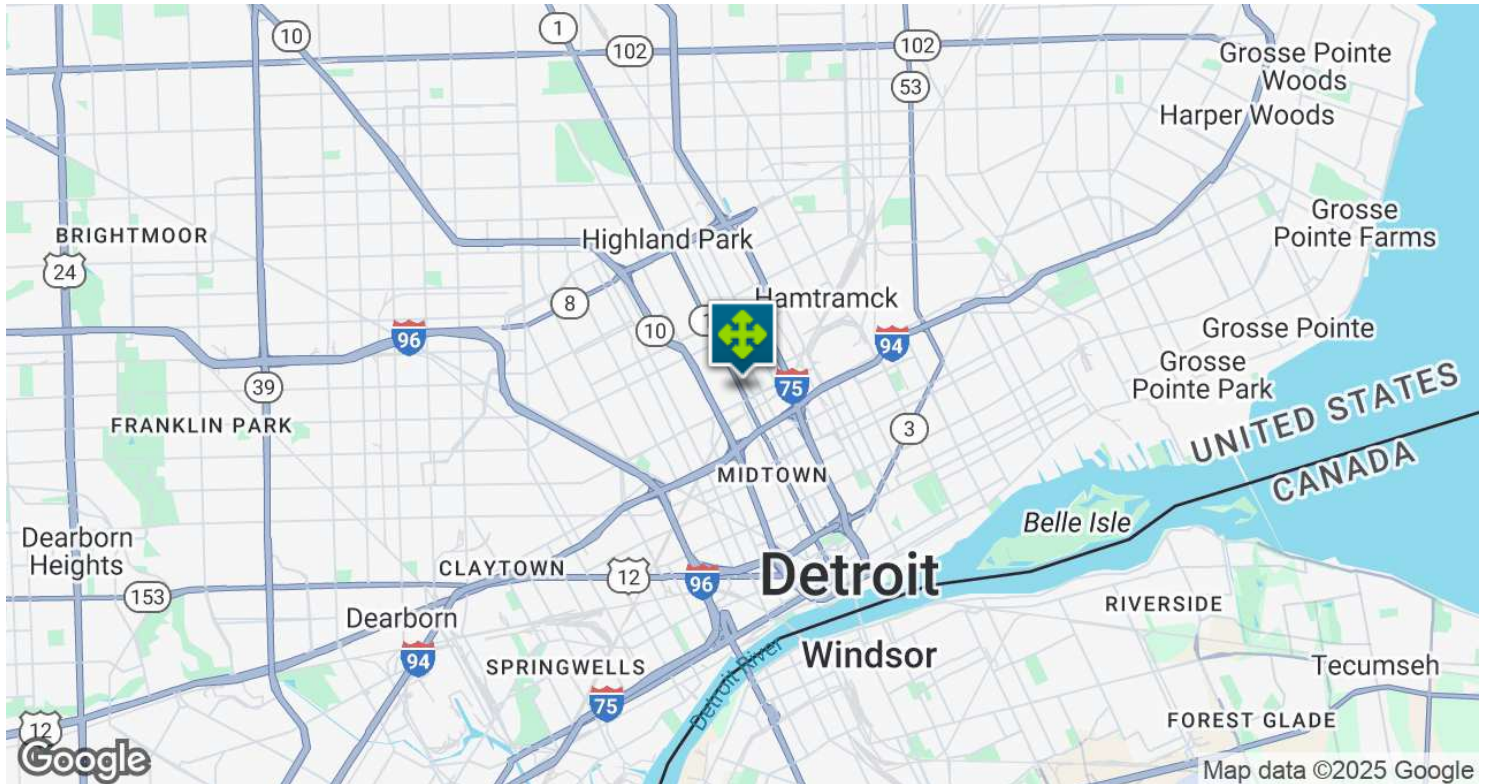 10
1
102
102
53
Grosse Pointe
Woods
Harper Woods
Grosse
Pointe Farms
BRIGHTMOOR
24
Highland Park
8
Hamtramck
10
1
96
94
Grosse Pointe
Grosse
Pointe Park
39
75
FRANKLIN PARK
3
UNITED STATES
CANADA
MIDTOWN
Belle Isle
Dearborn
Heights
CLAYTOWN
12
96
Detroit
153
RIVERSIDE
Dearborn
94
SPRINGWELLS
Windsor
Tecumseh
75
Detroit River
12
FOREST GLADE
Google
Map data ©2025 Google